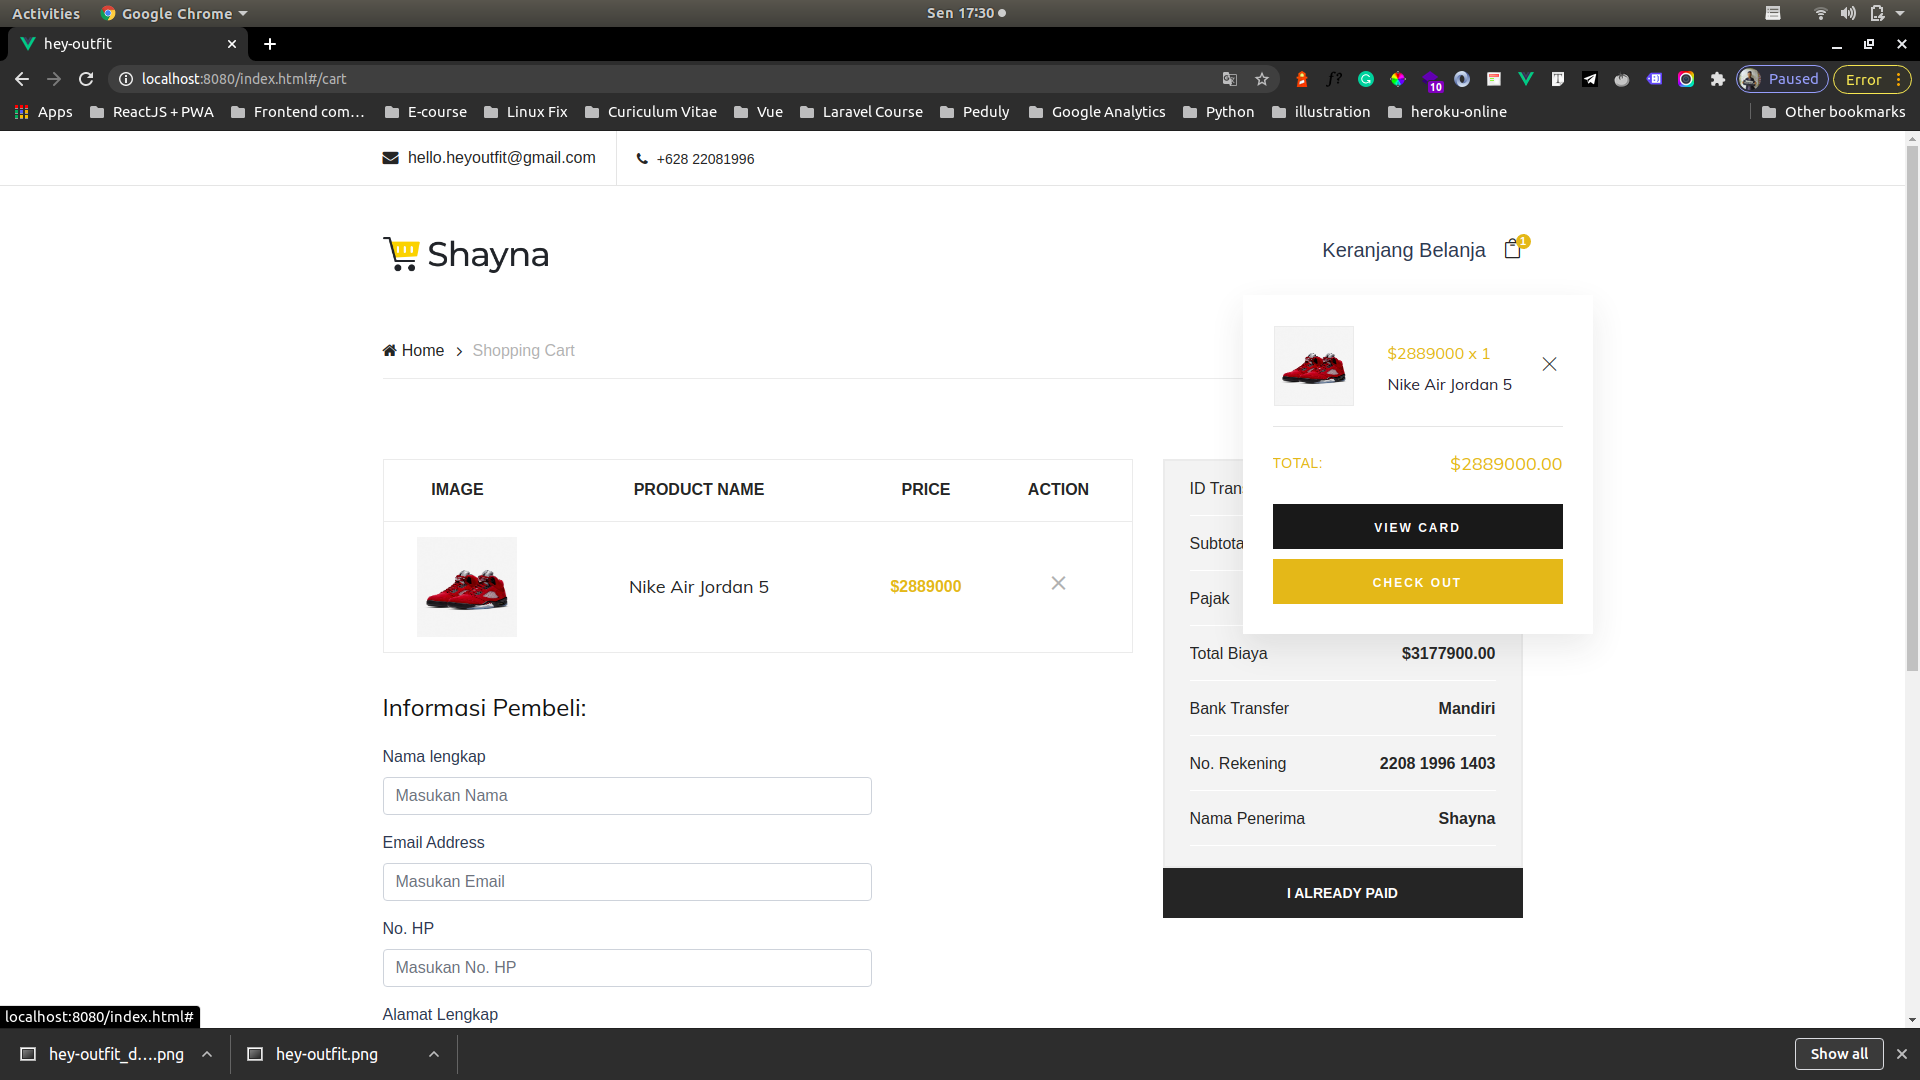 Activities
Google Chrome
Sen 17:30
hey-outfit
localhost:8080/index.html#/cart
f?
10
Paused
Error
Apps
ReactJS + PWA
Frontend com...
E-course
Linux Fix
Curiculum Vitae
Vue
Laravel Course
Peduly
Google Analytics
Python
illustration
heroku-online
Other bookmarks
hello.heyoutfit@gmail.com
+628 22081996
Shayna
Keranjang Belanja
1
Home
Shopping Cart
$2889000 x 1
Nike Air Jordan 5
TOTAL:
$2889000.00
VIEW CARD
CHECK OUT
IMAGE
PRODUCT NAME
PRICE
ACTION
Nike Air Jordan 5
$2889000
ID Tran
Subtota
Pajak
Total Biaya
$3177900.00
Bank Transfer
Mandiri
No. Rekening
2208 1996 1403
Nama Penerima
Shayna
I ALREADY PAID
Informasi Pembeli:
Nama lengkap
Masukan Nama
Email Address
Masukan Email
No. HP
Masukan No. HP
Alamat Lengkap
localhost:8080/index.html#
hey-outfit_d....png
hey-outfit.png
Show all